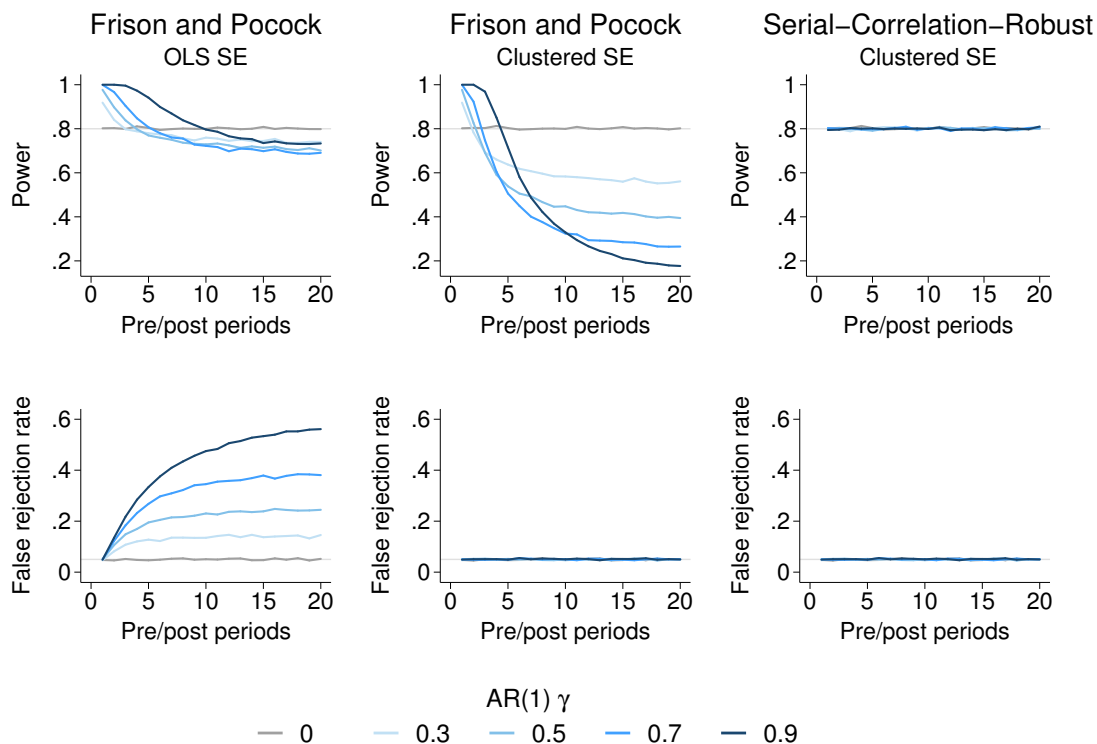 Frison and Pocock
OLS SE
Frison and Pocock
Clustered SE
Serial−Correlation−Robust
Clustered SE
Power
1
.8
.6
.4
.2
0 5 10 15 20
Pre/post periods
Power
1
.8
.6
.4
.2
0 5 10 15 20
Pre/post periods
Power
1
.8
.6
.4
.2
0 5 10 15 20
Pre/post periods
False rejection rate
.6
.4
.2
0
0 5 10 15 20
Pre/post periods
False rejection rate
.6
.4
.2
0
0 5 10 15 20
Pre/post periods
False rejection rate
.6
.4
.2
0
0 5 10 15 20
Pre/post periods
AR(1) γ
0 0.3 0.5 0.7 0.9